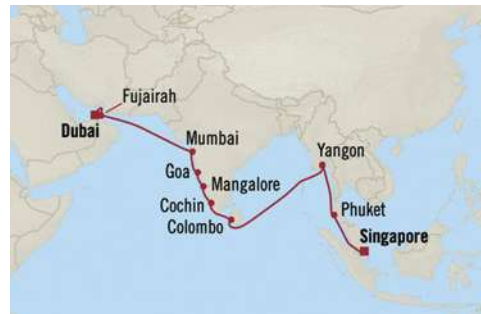 Fujairah
Dubai
Mumbai
Yangon
Goa
Mangalore
Cochin
Phuket
Colombo
Singapore